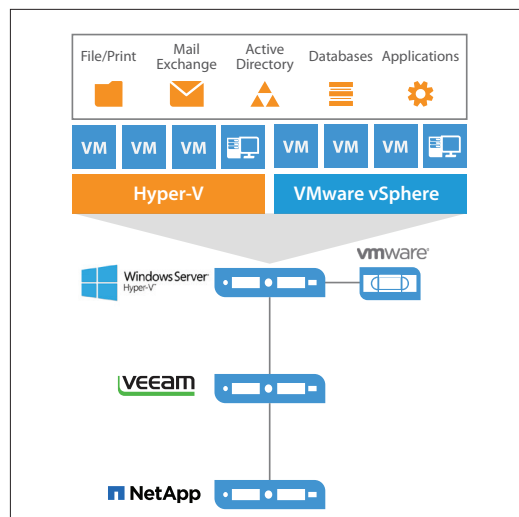 File/Print
Mail
Exchange
Active
Directory
Databases
Applications
VM
VM
VM
VM
VM
VM
Hyper-V
VMware vSphere
Windows Server®
Hyper-V™
vmware®
veeam
NetApp